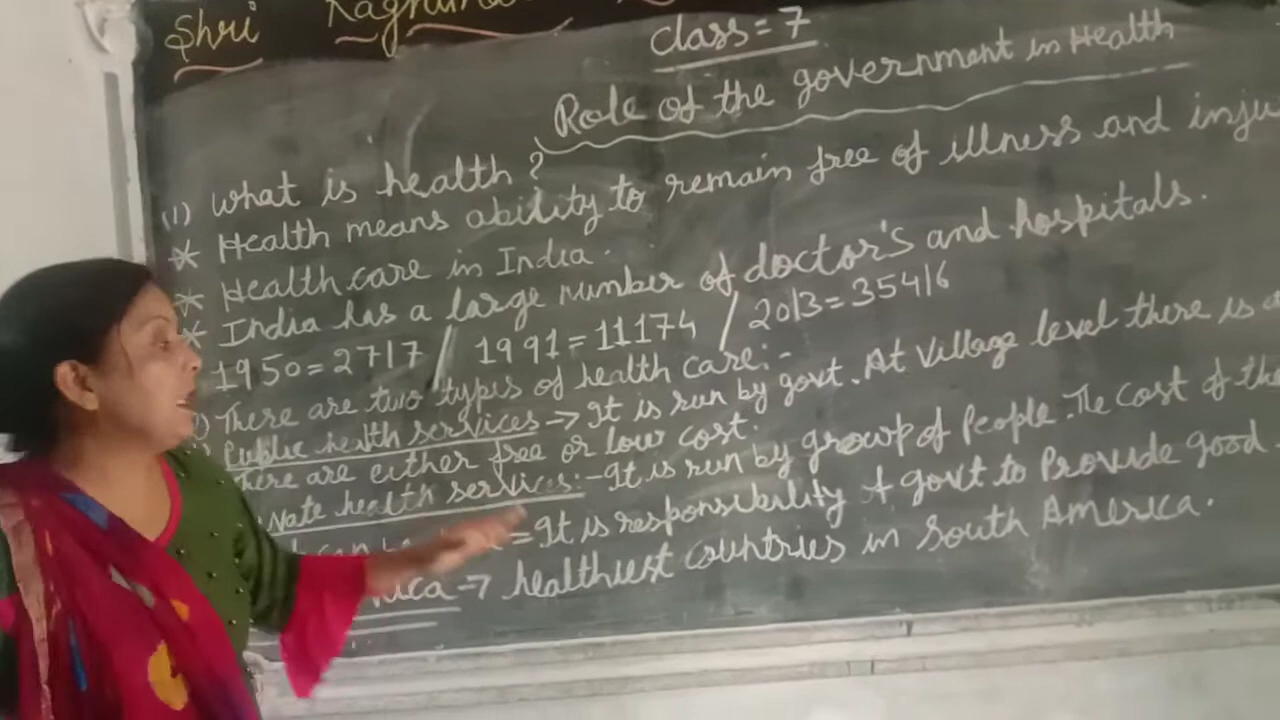 Shri
class = 7
Role of the government in Health
(1) what is health ?
* Health means ability to remain free of illness and
* Health care in India.
* India has a large number of doctor's and hospitals.
1950 = 2717 / 1991 = 11174 / 2013 = 35416
There are two types of health care:-
Public health services -> It is run by govt. At village level there is
There are either free or low cost.
health services:- It is run by group of People. The cost of
= It is responsibility of govt to Provide good
-> healthiest countries in South America.